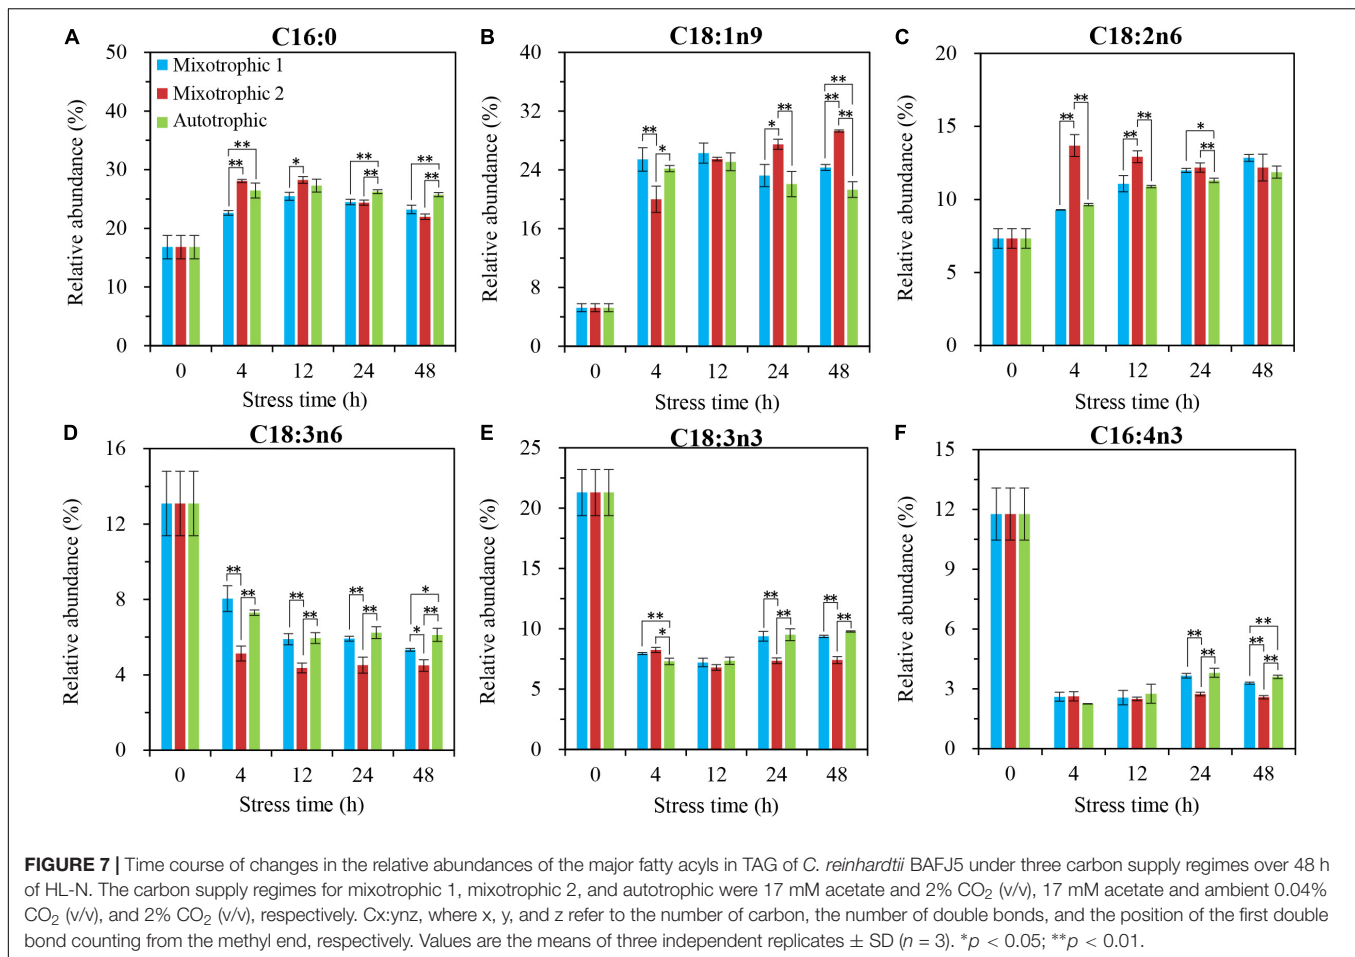 A
C16:0
50
40
30
20
10
0
Relative abundance (%)
Mixotrophic 1
Mixotrophic 2
Autotrophic
**
**
*
**
**
**
**
0 4 12 24 48
Stress time (h)
B
C18:1n9
40
32
24
16
8
0
Relative abundance (%)
**
*
*
**
**
**
**
0 4 12 24 48
Stress time (h)
C
C18:2n6
20
15
10
5
0
Relative abundance (%)
**
**
**
**
*
**
0 4 12 24 48
Stress time (h)
D
C18:3n6
16
12
8
4
0
Relative abundance (%)
**
**
**
**
**
**
*
*
**
0 4 12 24 48
Stress time (h)
E
C18:3n3
25
20
15
10
5
0
Relative abundance (%)
**
*
**
**
**
**
0 4 12 24 48
Stress time (h)
F
C16:4n3
15
12
9
6
3
0
Relative abundance (%)
**
**
**
**
**
0 4 12 24 48
Stress time (h)
FIGURE 7 | Time course of changes in the relative abundances of the major fatty acyls in TAG of C. reinhardtii BAFJ5 under three carbon supply regimes over 48 h
of HL-N. The carbon supply regimes for mixotrophic 1, mixotrophic 2, and autotrophic were 17 mM acetate and 2% CO₂ (v/v), 17 mM acetate and ambient 0.04%
CO₂ (v/v), and 2% CO₂ (v/v), respectively. Cx:ynz, where x, y, and z refer to the number of carbon, the number of double bonds, and the position of the first double
bond counting from the methyl end, respectively. Values are the means of three independent replicates ± SD (n = 3). *p < 0.05; **p < 0.01.